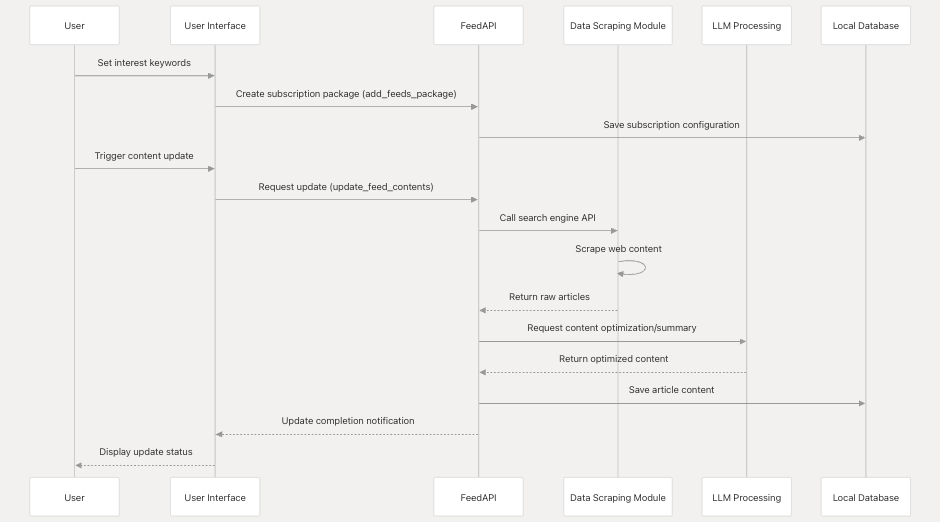 User
User Interface
FeedAPI
Data Scraping Module
LLM Processing
Local Database
Set interest keywords
Create subscription package (add_feeds_package)
Save subscription configuration
Trigger content update
Request update (update_feed_contents)
Call search engine API
Scrape web content
Return raw articles
Request content optimization/summary
Return optimized content
Save article content
Update completion notification
Display update status
User
User Interface
FeedAPI
Data Scraping Module
LLM Processing
Local Database